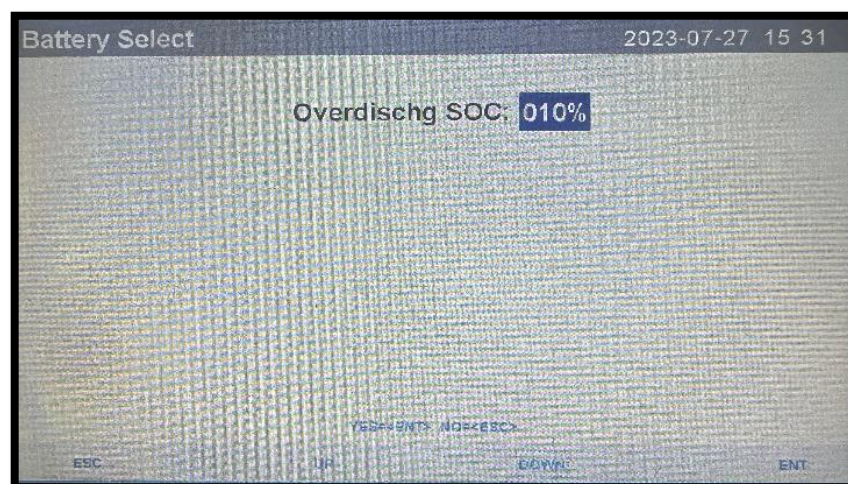 Battery Select 2023-07-27 15 31
Overdischg SOC: 010%
YES=<ENT> NO=<ESC>
ESC UP DOWN ENT